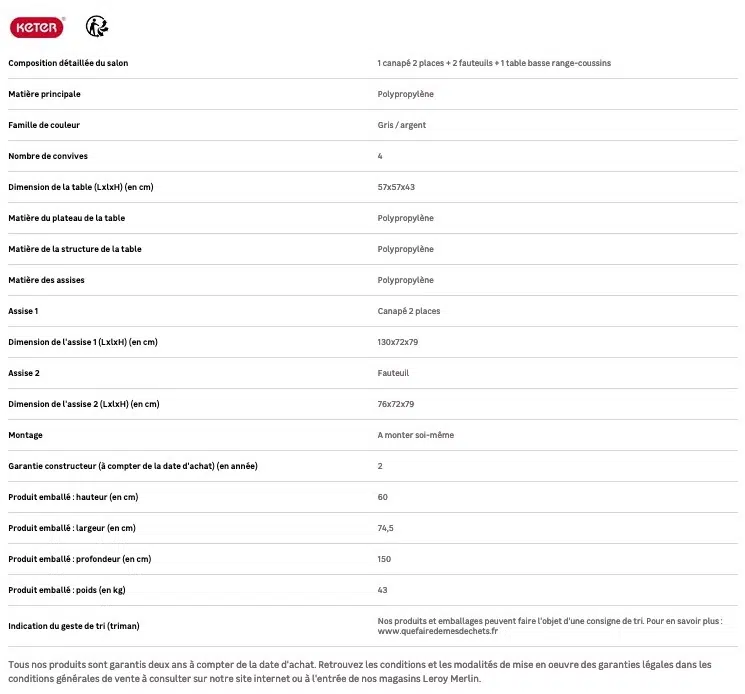 KETER
Composition détaillée du salon 1 canapé 2 places + 2 fauteuils + 1 table basse range-coussins
Matière principale Polypropylène
Famille de couleur Gris / argent
Nombre de convives 4
Dimension de la table (LxlxH) (en cm) 57x57x43
Matière du plateau de la table Polypropylène
Matière de la structure de la table Polypropylène
Matière des assises Polypropylène
Assise 1 Canapé 2 places
Dimension de l'assise 1 (LxlxH) (en cm) 130x72x79
Assise 2 Fauteuil
Dimension de l'assise 2 (LxlxH) (en cm) 76x72x79
Montage A monter soi-même
Garantie constructeur (à compter de la date d'achat) (en année) 2
Produit emballé : hauteur (en cm) 60
Produit emballé : largeur (en cm) 74,5
Produit emballé : profondeur (en cm) 150
Produit emballé : poids (en kg) 43
Indication du geste de tri (triman) Nos produits et emballages peuvent faire l'objet d'une consigne de tri. Pour en savoir plus :
www.quefairedemesdechets.fr
Tous nos produits sont garantis deux ans à compter de la date d'achat. Retrouvez les conditions et les modalités de mise en oeuvre des garanties légales dans les
conditions générales de vente à consulter sur notre site internet ou à l'entrée de nos magasins Leroy Merlin.